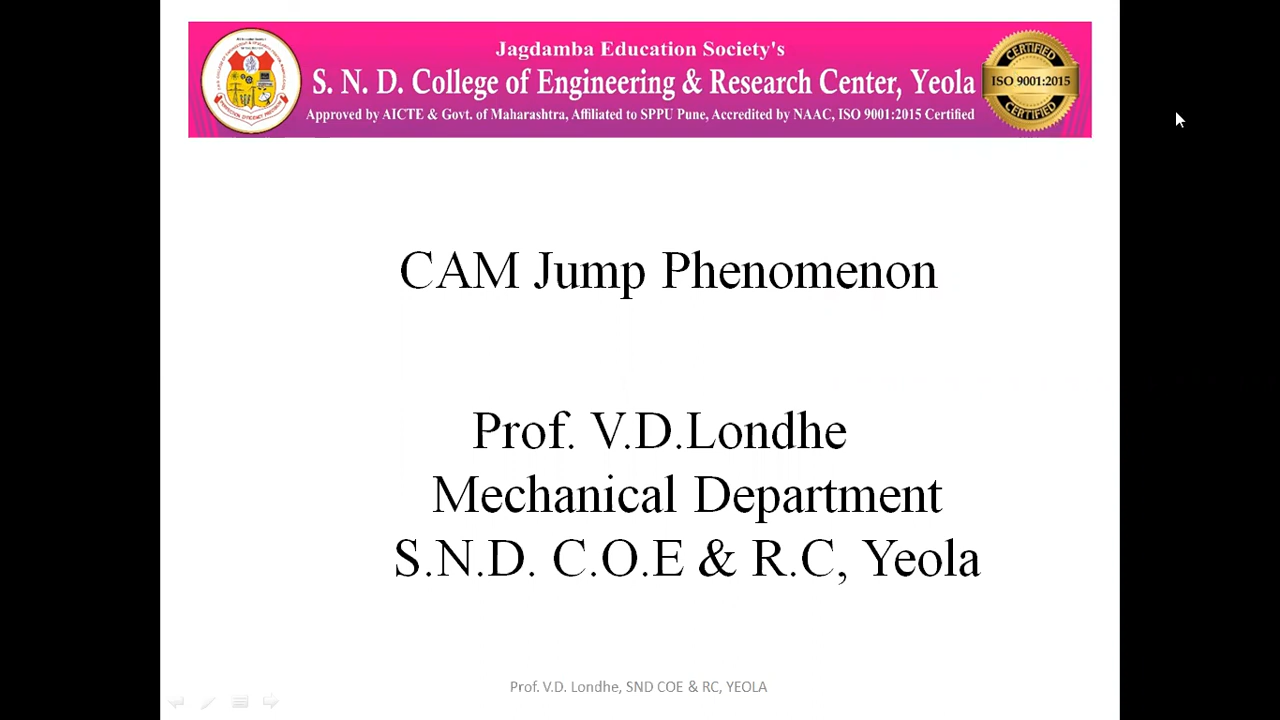 Jagdamba Education Society's
S. N. D. College of Engineering & Research Center, Yeola
Approved by AICTE & Govt. of Maharashtra, Affiliated to SPPU Pune, Accredited by NAAC, ISO 9001:2015 Certified
CERTIFIED
ISO 9001:2015
CERTIFIED
CAM Jump Phenomenon
Prof. V.D.Londhe
Mechanical Department
S.N.D. C.O.E & R.C, Yeola
Prof. V.D. Londhe, SND COE & RC, YEOLA